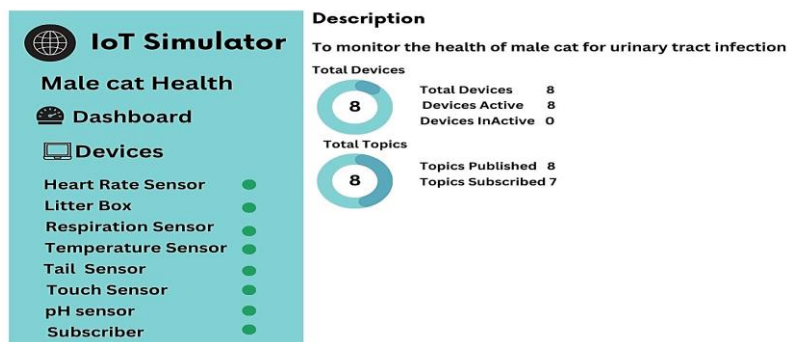 IoT Simulator
Male cat Health
Dashboard
Devices
Heart Rate Sensor
Litter Box
Respiration Sensor
Temperature Sensor
Tail Sensor
Touch Sensor
pH sensor
Subscriber
Description
To monitor the health of male cat for urinary tract infection
Total Devices
8
Total Devices 8
Devices Active 8
Devices InActive 0
Total Topics
8
Topics Published 8
Topics Subscribed 7